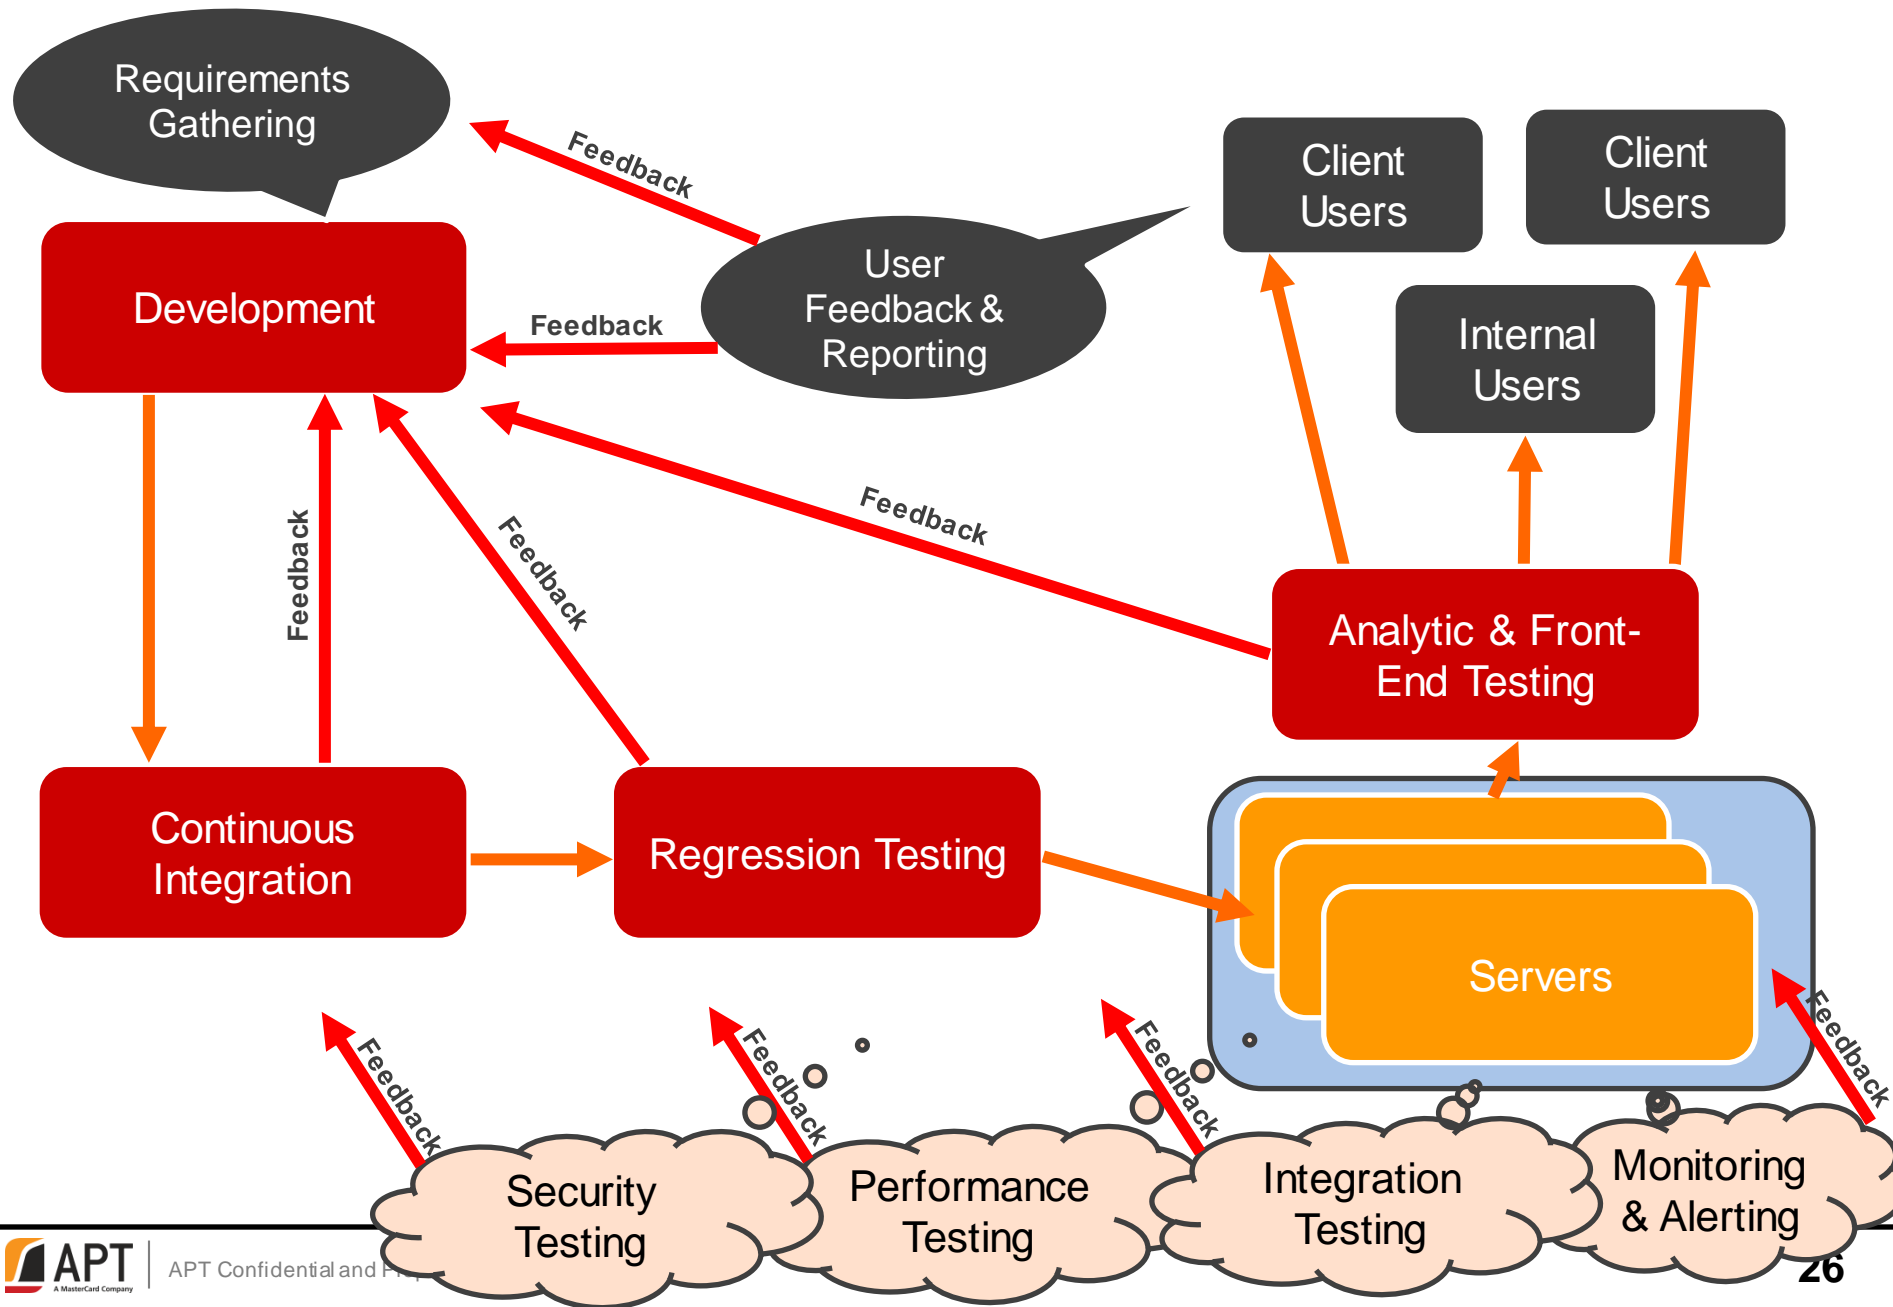 Requirements
Gathering
Feedback
Client
Users
Client
Users
User
Feedback &
Reporting
Development
Feedback
Internal
Users
Feedback
Feedback
Feedback
Analytic & Front-
End Testing
Continuous
Integration
Regression Testing
Servers
Feedback
Feedback
Feedback
Feedback
Security
Testing
Performance
Testing
Integration
Testing
Monitoring
& Alerting
APT
A MasterCard Company
APT Confidential and
26